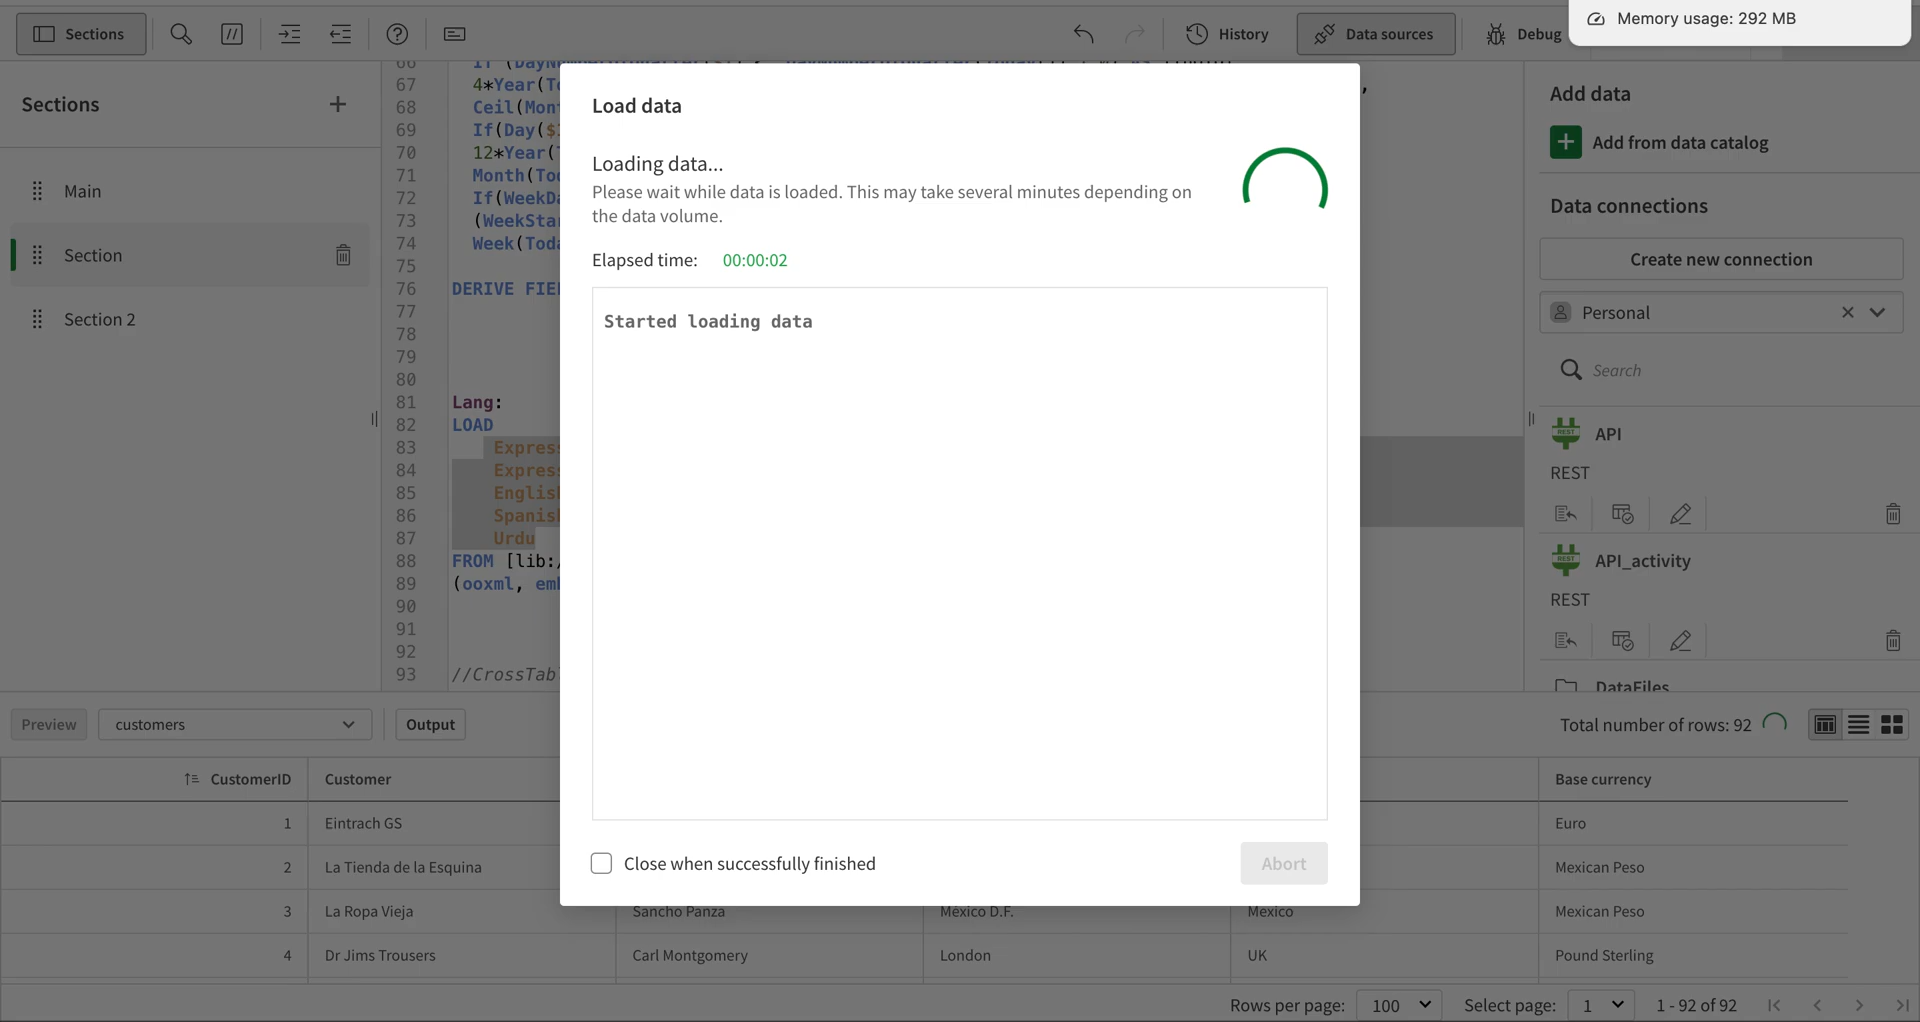 Memory usage: 292 MB
Sections
History
Data sources
Debug
Sections
Main
Section
Section 2
67
68
69
70
71
72
73
74
75
76
77
78
79
80
81
82
83
84
85
86
87
88
89
90
91
92
93
4*Year(
Ceil(
If(Day(
12*Year(
Month(
(
Week(
DERIVE
Lang:
LOAD
Urdu
FROM [lib:
(ooxml,
Load data
Loading data...
Please wait while data is loaded. This may take several minutes depending on
the data volume.
Elapsed time: 00:00:02
Started loading data
Close when successfully finished
Abort
Add data
Add from data catalog
Data connections
Create new connection
Personal
Search
API
REST
API_activity
REST
DataFiles
Preview
customers
Output
Total number of rows: 92
CustomerID Customer Base currency
1 Eintrach GS Euro
2 La Tienda de la Esquina Mexican Peso
3 La Ropa Vieja Sancho Panza México D.F. Mexico Mexican Peso
4 Dr Jims Trousers Carl Montgomery London UK Pound Sterling
Rows per page: 100 Select page: 1 1 - 92 of 92